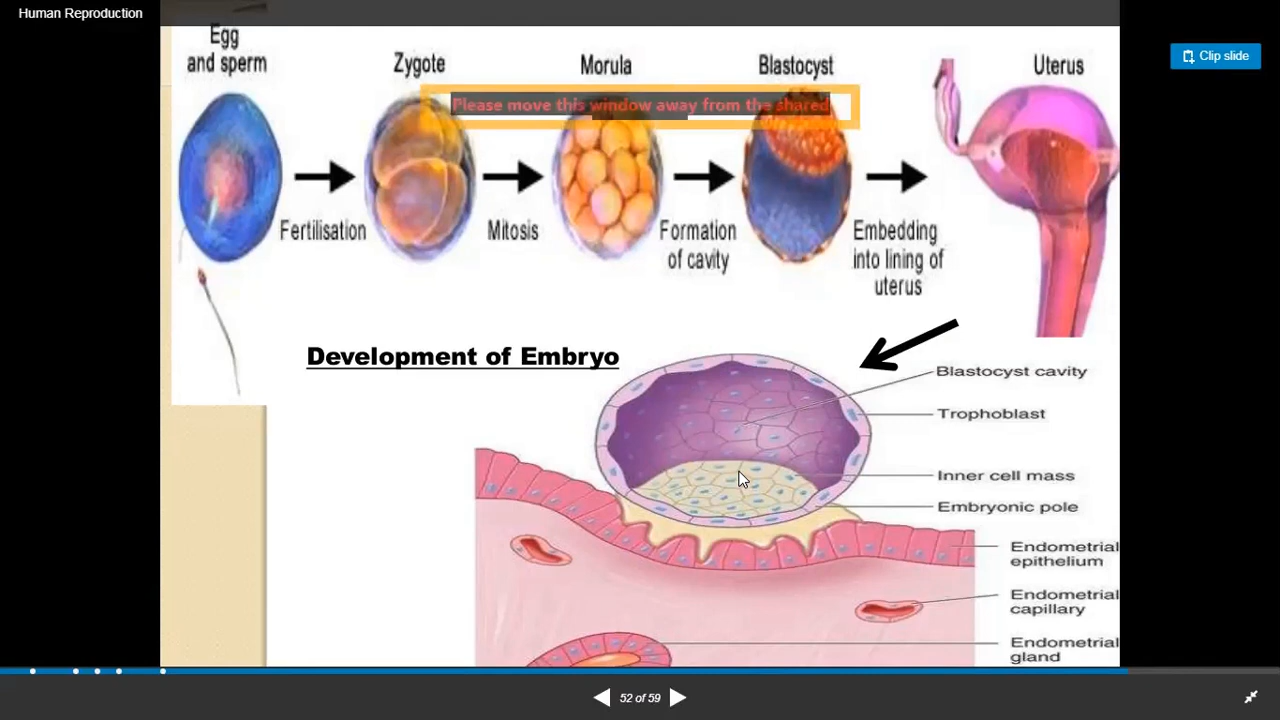 Human Reproduction
Clip slide
Egg
and sperm
Zygote
Morula
Blastocyst
Uterus
Please move this window away from the shared
Fertilisation
Mitosis
Formation
of cavity
Embedding
into lining of
uterus
Development of Embryo
Blastocyst cavity
Trophoblast
Inner cell mass
Embryonic pole
Endometrial
epithelium
Endometrial
capillary
Endometrial
gland
52 of 59